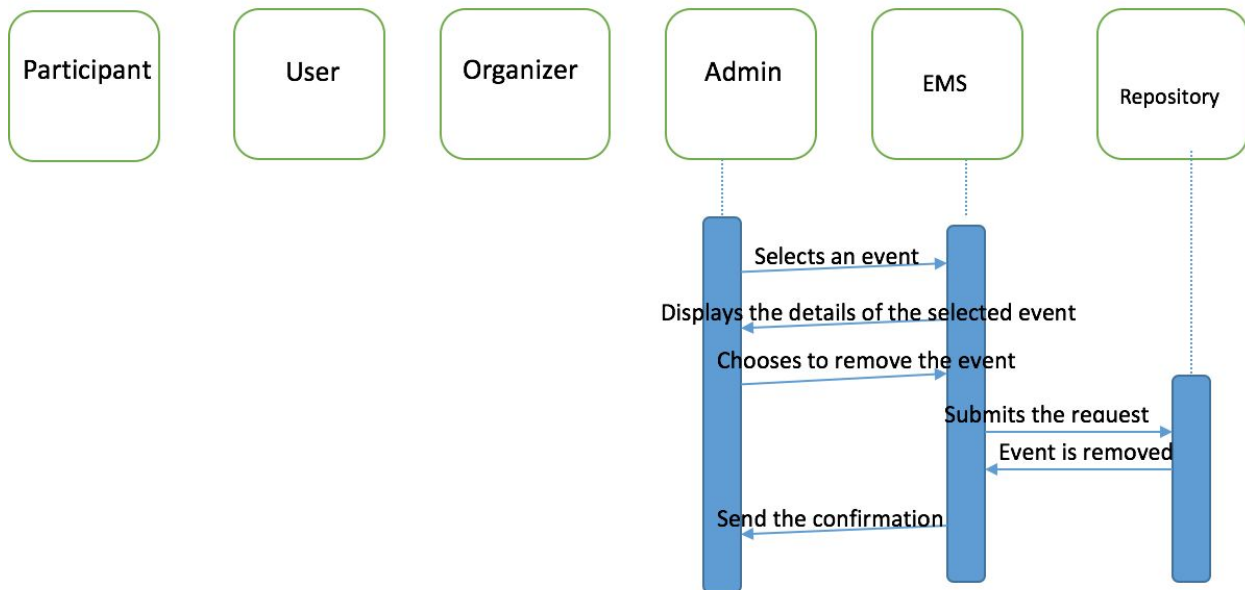 Participant
User
Organizer
Admin
EMS
Repository
Selects an event
Displays the details of the selected event
Chooses to remove the event
Submits the request
Event is removed
Send the confirmation